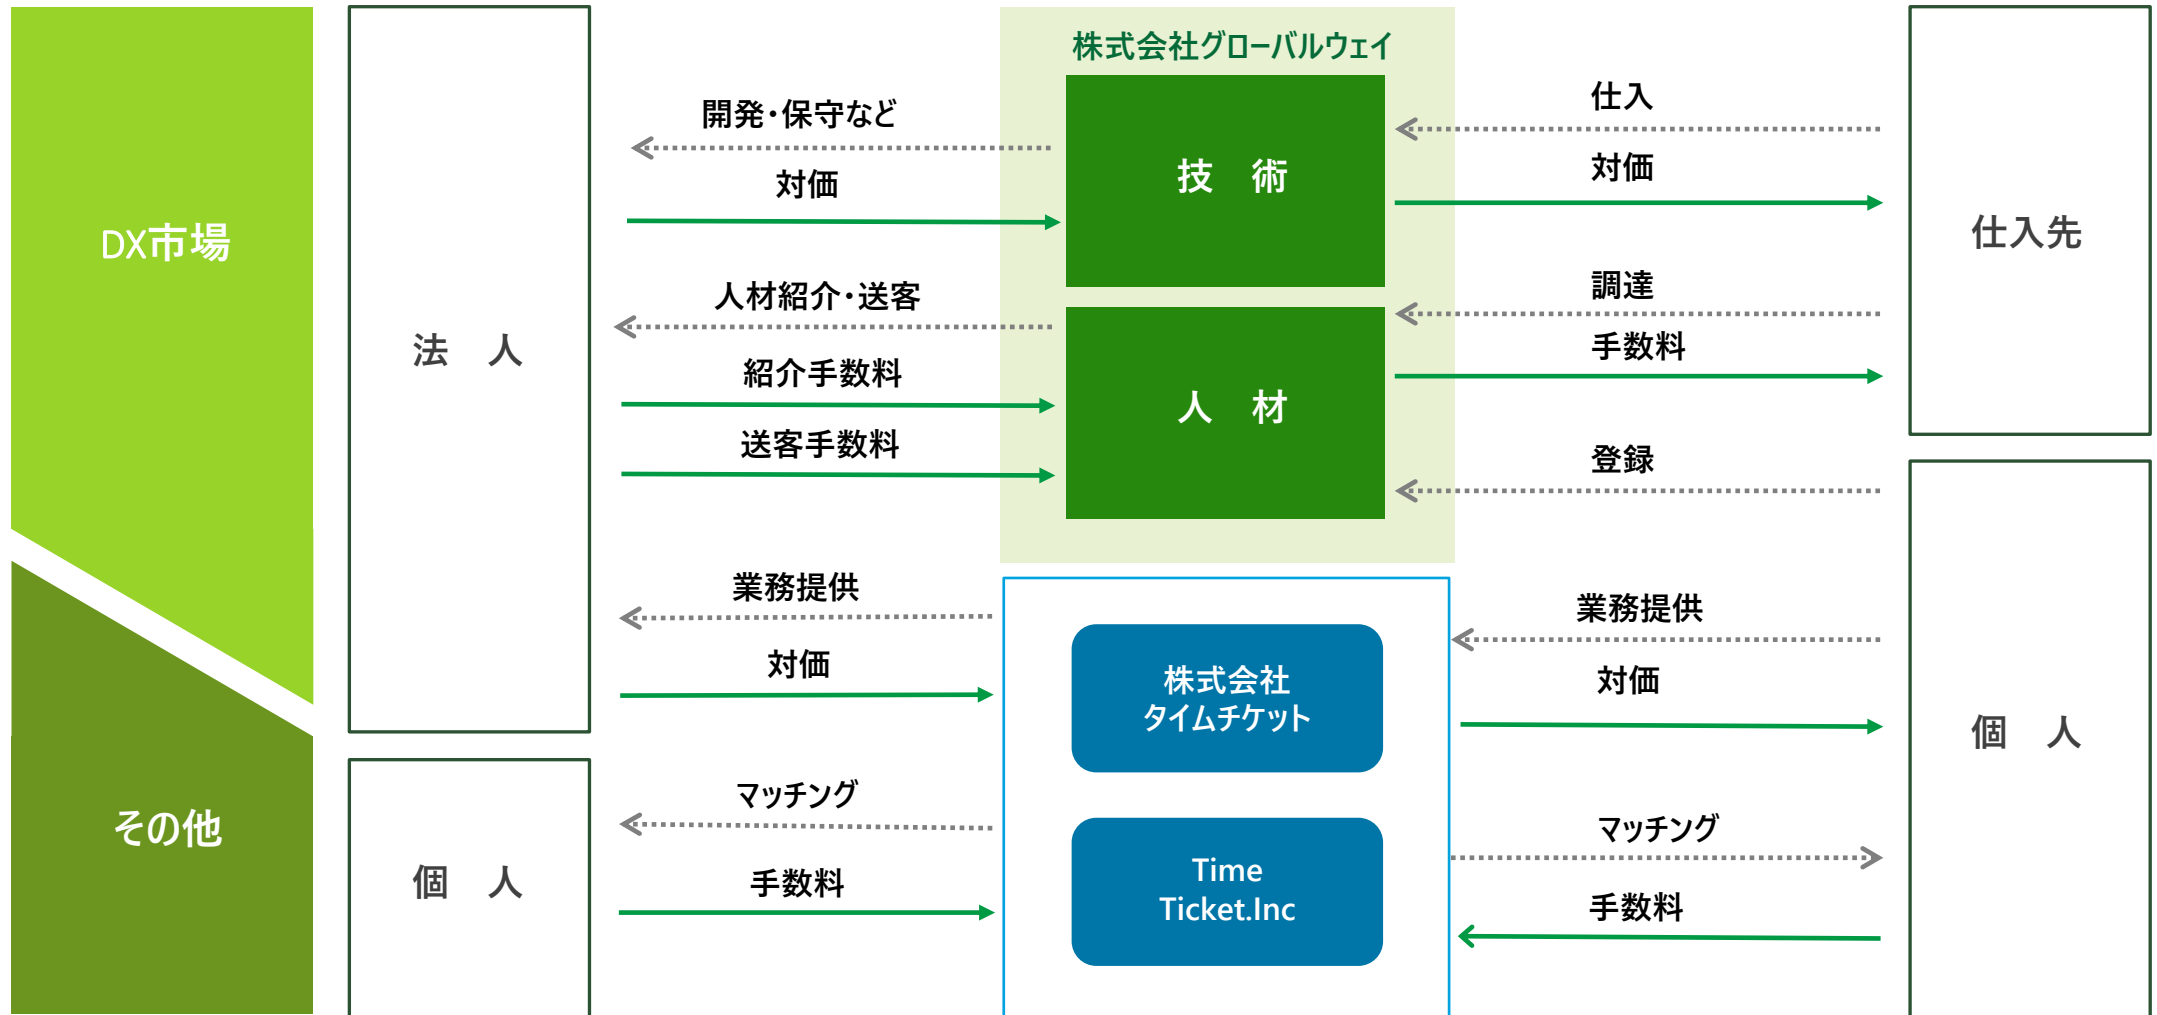 株式会社グローバルウェイ
DX市場
その他
法　人
個　人
開発・保守など
対価
人材紹介・送客
紹介手数料
送客手数料
業務提供
対価
マッチング
手数料
技　術
人　材
株式会社
タイムチケット
Time
Ticket.Inc
仕入
対価
調達
手数料
登録
業務提供
対価
マッチング
手数料
仕入先
個　人